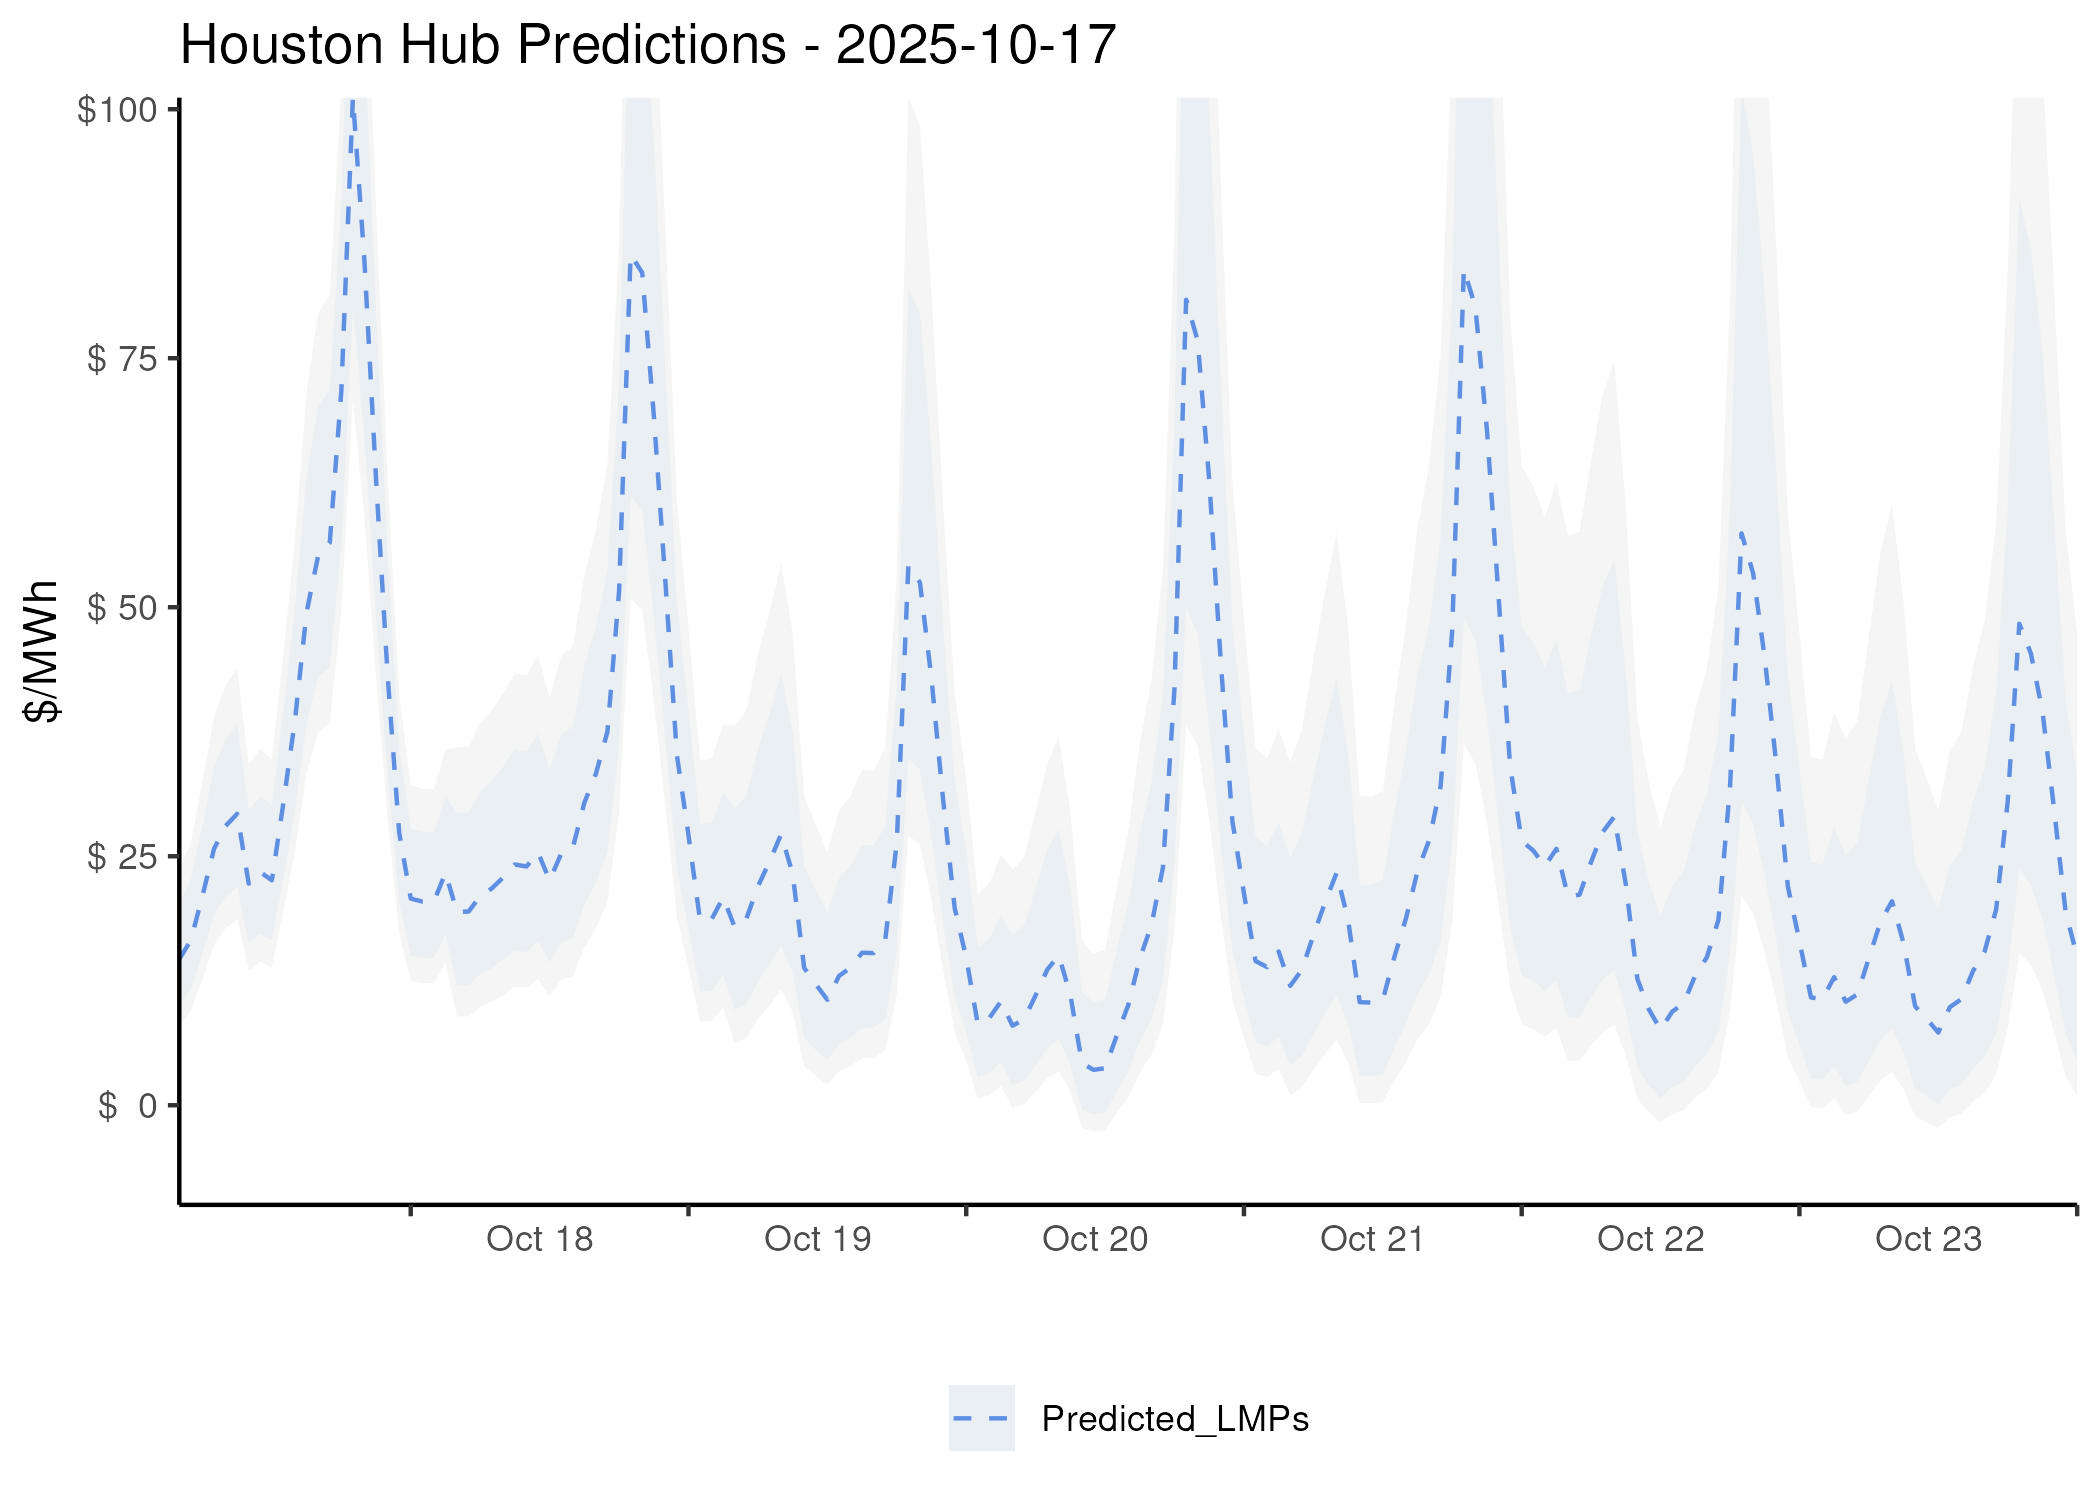 Houston Hub Predictions - 2025-10-17
$100
$ 75
$ 50
$ 25
$  0
$/MWh
Oct 18 Oct 19 Oct 20 Oct 21 Oct 22 Oct 23
Predicted_LMPs